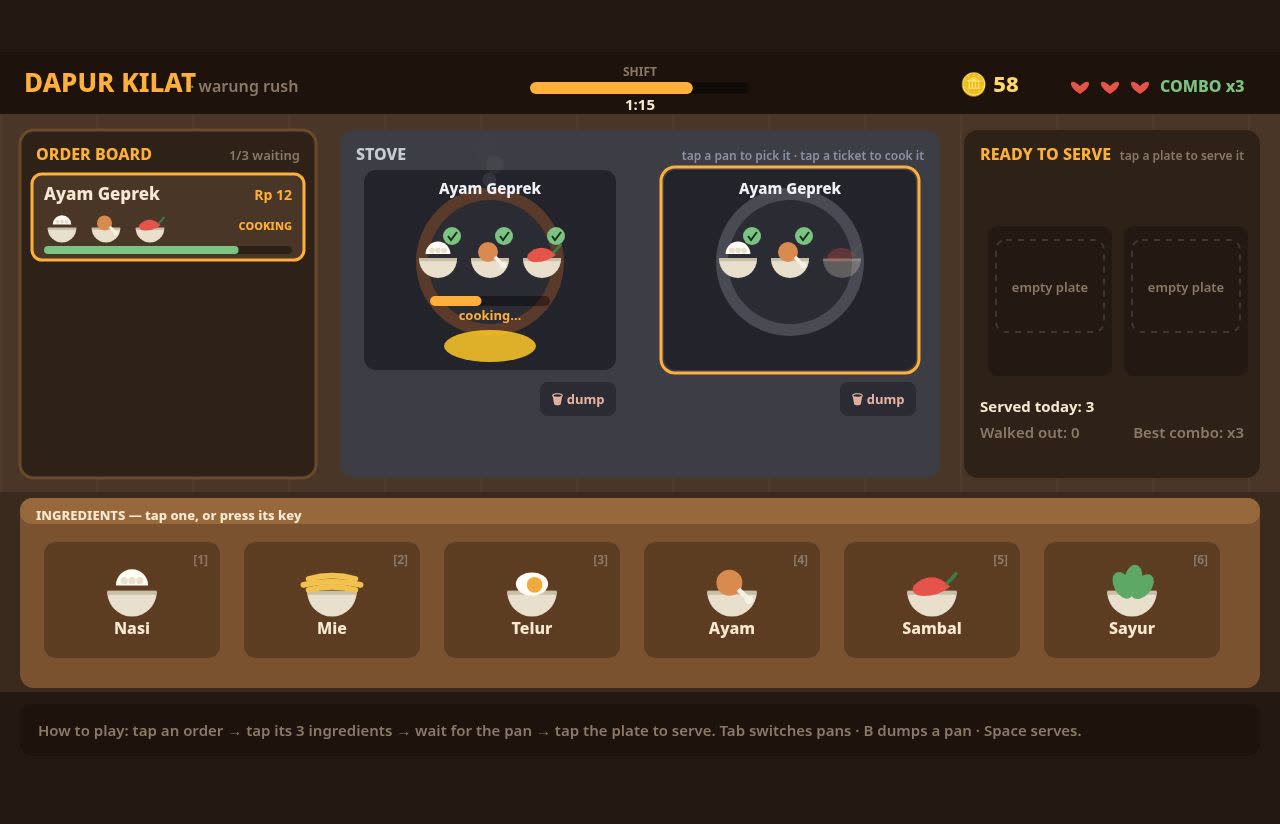 DAPUR KILAT warung rush
SHIFT
1:15
58
COMBO x3
ORDER BOARD 1/3 waiting
Ayam Geprek Rp 12
COOKING
STOVE tap a pan to pick it · tap a ticket to cook it
Ayam Geprek
cooking...
dump
Ayam Geprek
dump
READY TO SERVE tap a plate to serve it
empty plate
empty plate
Served today: 3
Walked out: 0 Best combo: x3
INGREDIENTS — tap one, or press its key
[1] Nasi
[2] Mie
[3] Telur
[4] Ayam
[5] Sambal
[6] Sayur
How to play: tap an order → tap its 3 ingredients → wait for the pan → tap the plate to serve. Tab switches pans · B dumps a pan · Space serves.